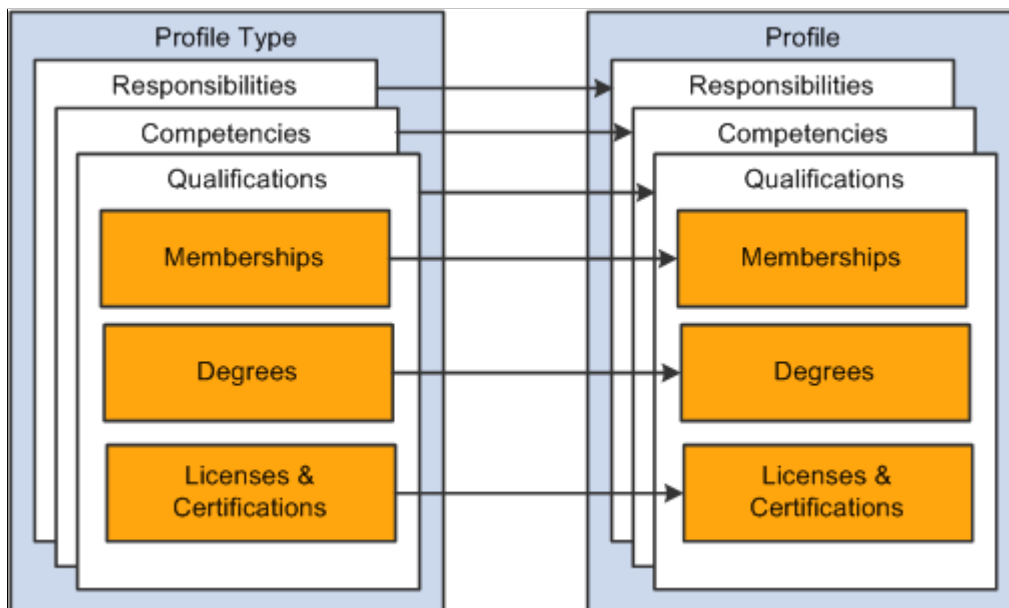 Profile Type
Responsibilities
Competencies
Qualifications
Memberships
Degrees
Licenses &
Certifications
Profile
Responsibilities
Competencies
Qualifications
Memberships
Degrees
Licenses &
Certifications